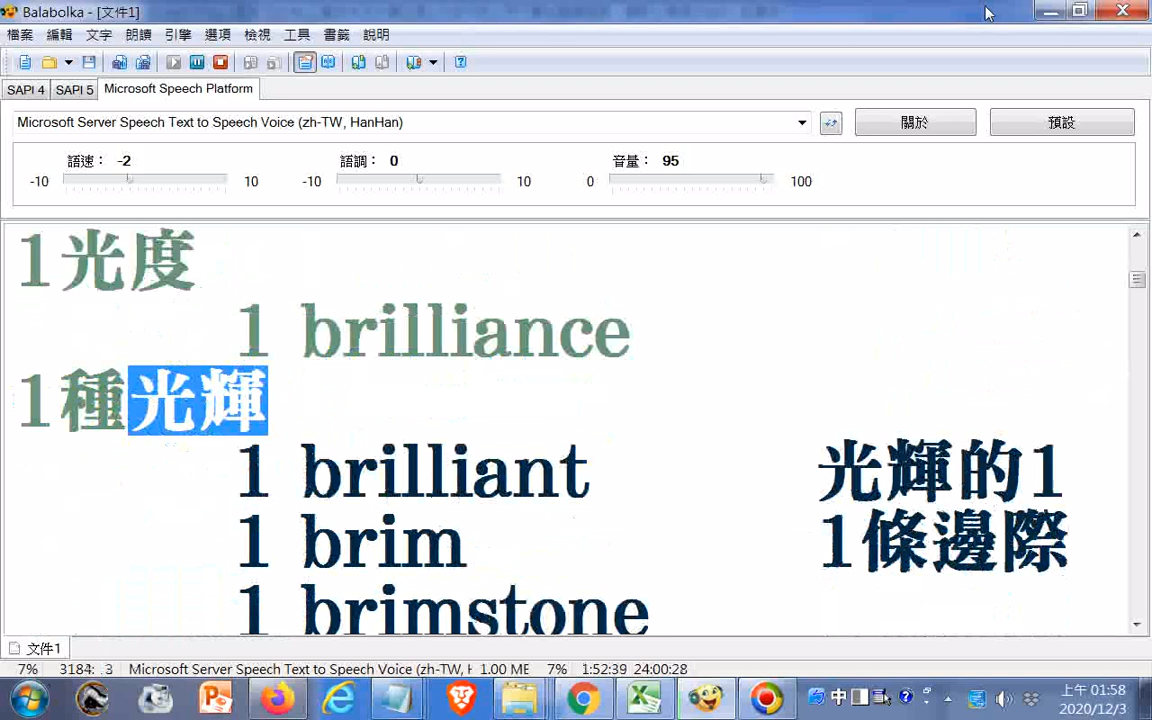 Balabolka - [文件1]
檔案 編輯 文字 朗讀 引擎 選項 檢視 工具 書籤 說明
SAPI 4 SAPI 5 Microsoft Speech Platform
Microsoft Server Speech Text to Speech Voice (zh-TW, HanHan) 關於 預設
語速： -2 語調： 0 音量： 95
-10 10 -10 10 0 100
1光度
1 brilliance
1種光輝
1 brilliant 光輝的1
1 brim 1條邊際
1 brimstone
文件1
7% 3184: 3 Microsoft Server Speech Text to Speech Voice (zh-TW, H 1.00 ME 7% 1:52:39 24:00:28
中 上午 01:58
2020/12/3